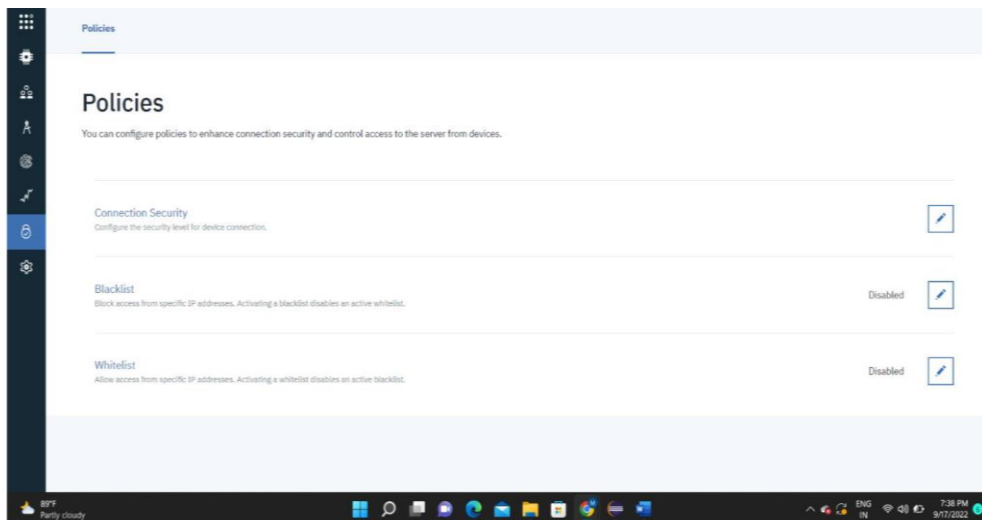 Policies
Policies
You can configure policies to enhance connection security and control access to the server from devices.
Connection Security
Configure the security level for device connection.
Blacklist
Block access from specific IP addresses. Activating a blacklist disables an active whitelist.
Disabled
Whitelist
Allow access from specific IP addresses. Activating a whitelist disables an active blacklist.
Disabled
89°F
Partly cloudy
ENG
IN
7:38 PM
9/17/2022